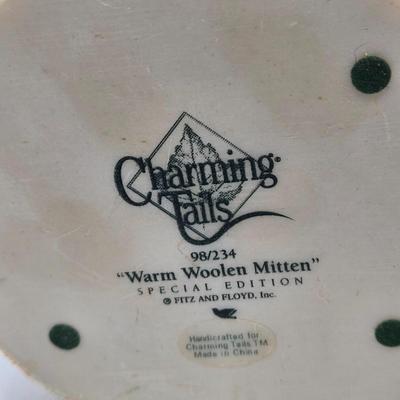 Charming®
Tails
98/234
"Warm Woolen Mitten"
SPECIAL EDITION
© FITZ AND FLOYD, Inc.
Handcrafted for
Charming Tails TM
Made in China